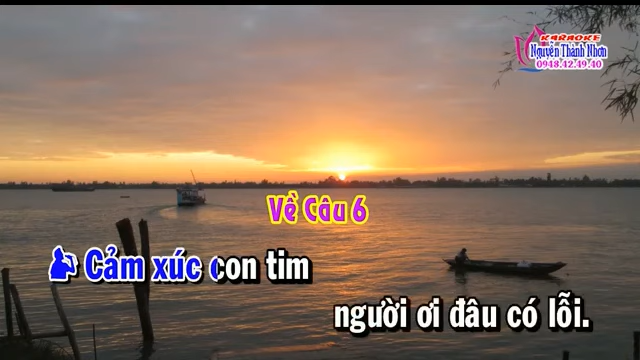 KARAOKE
Nguyễn Thành Nhơn
0948.42.49.40
Về Câu 6
Cảm xúc con tim
người ơi đâu có lỗi.